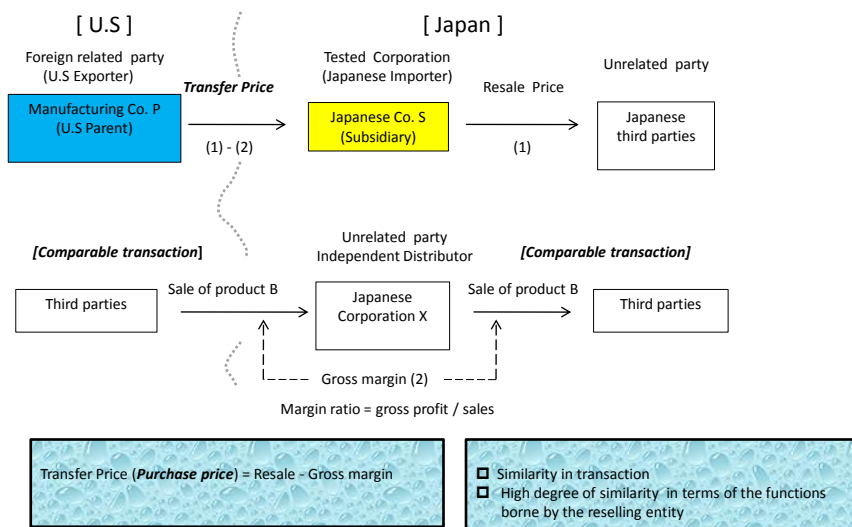 [ U.S ]
[ Japan ]
Foreign related party
(U.S Exporter)
Transfer Price
Tested Corporation
(Japanese Importer)
Resale Price
Unrelated party
Manufacturing Co. P
(U.S Parent)
(1) - (2)
Japanese Co. S
(Subsidiary)
(1)
Japanese
third parties
[Comparable transaction]
Unrelated party
Independent Distributor
[Comparable transaction]
Third parties
Sale of product B
Japanese
Corporation X
Sale of product B
Third parties
Gross margin (2)
Margin ratio = gross profit / sales
Transfer Price (Purchase price) = Resale - Gross margin
Similarity in transaction
High degree of similarity in terms of the functions
borne by the reselling entity